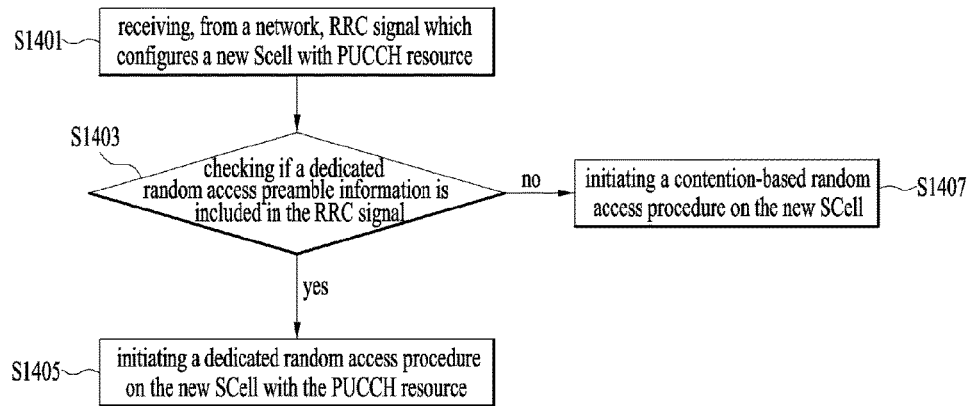 S1401
receiving, from a network, RRC signal which
configures a new Scell with PUCCH resource
S1403
checking if a dedicated
random access preamble information is
included in the RRC signal
no
initiating a contention-based random
access procedure on the new SCell
S1407
yes
S1405
initiating a dedicated random access procedure
on the new SCell with the PUCCH resource